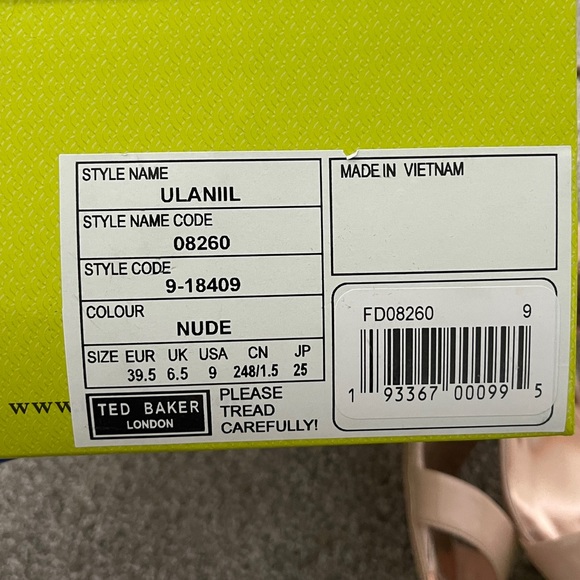 STYLE NAME
ULANIIL
STYLE NAME CODE
08260
STYLE CODE
9-18409
COLOUR
NUDE
SIZE EUR UK USA CN JP
39.5 6.5 9 248/1.5 25
MADE IN VIETNAM
FD08260 9
1 93367 00099 5
www
TED BAKER
LONDON
PLEASE
TREAD
CAREFULLY!